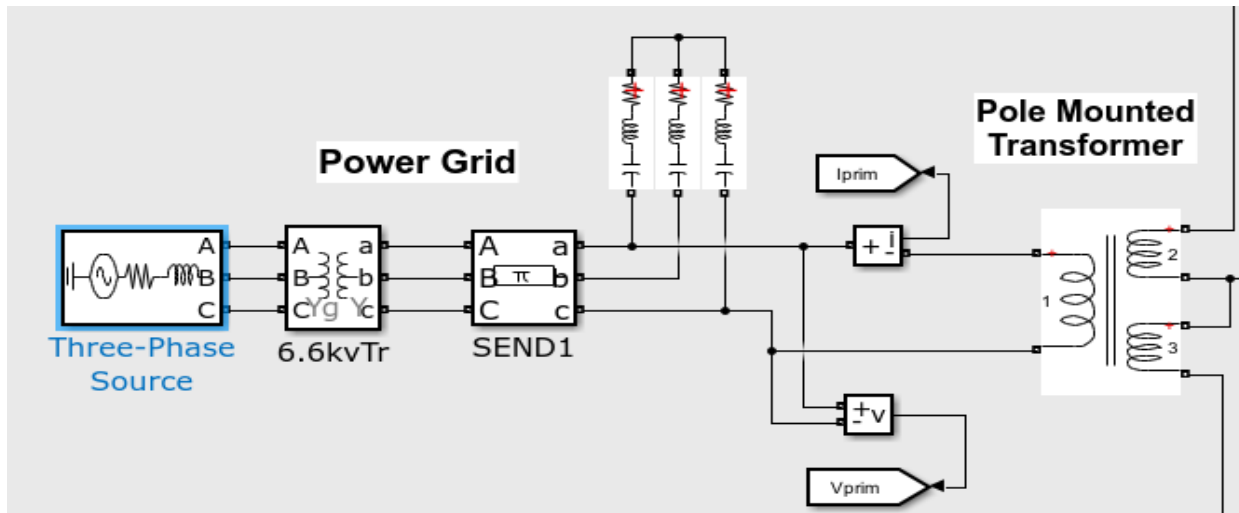 Power Grid
Pole Mounted
Transformer
Iprim
A
B
C
Three-Phase
Source
A
B
C
a
b
c
Yg Y
6.6kvTr
A
B
C
π
a
b
c
SEND1
+
-
i
+
-
v
Vprim
1
2
3